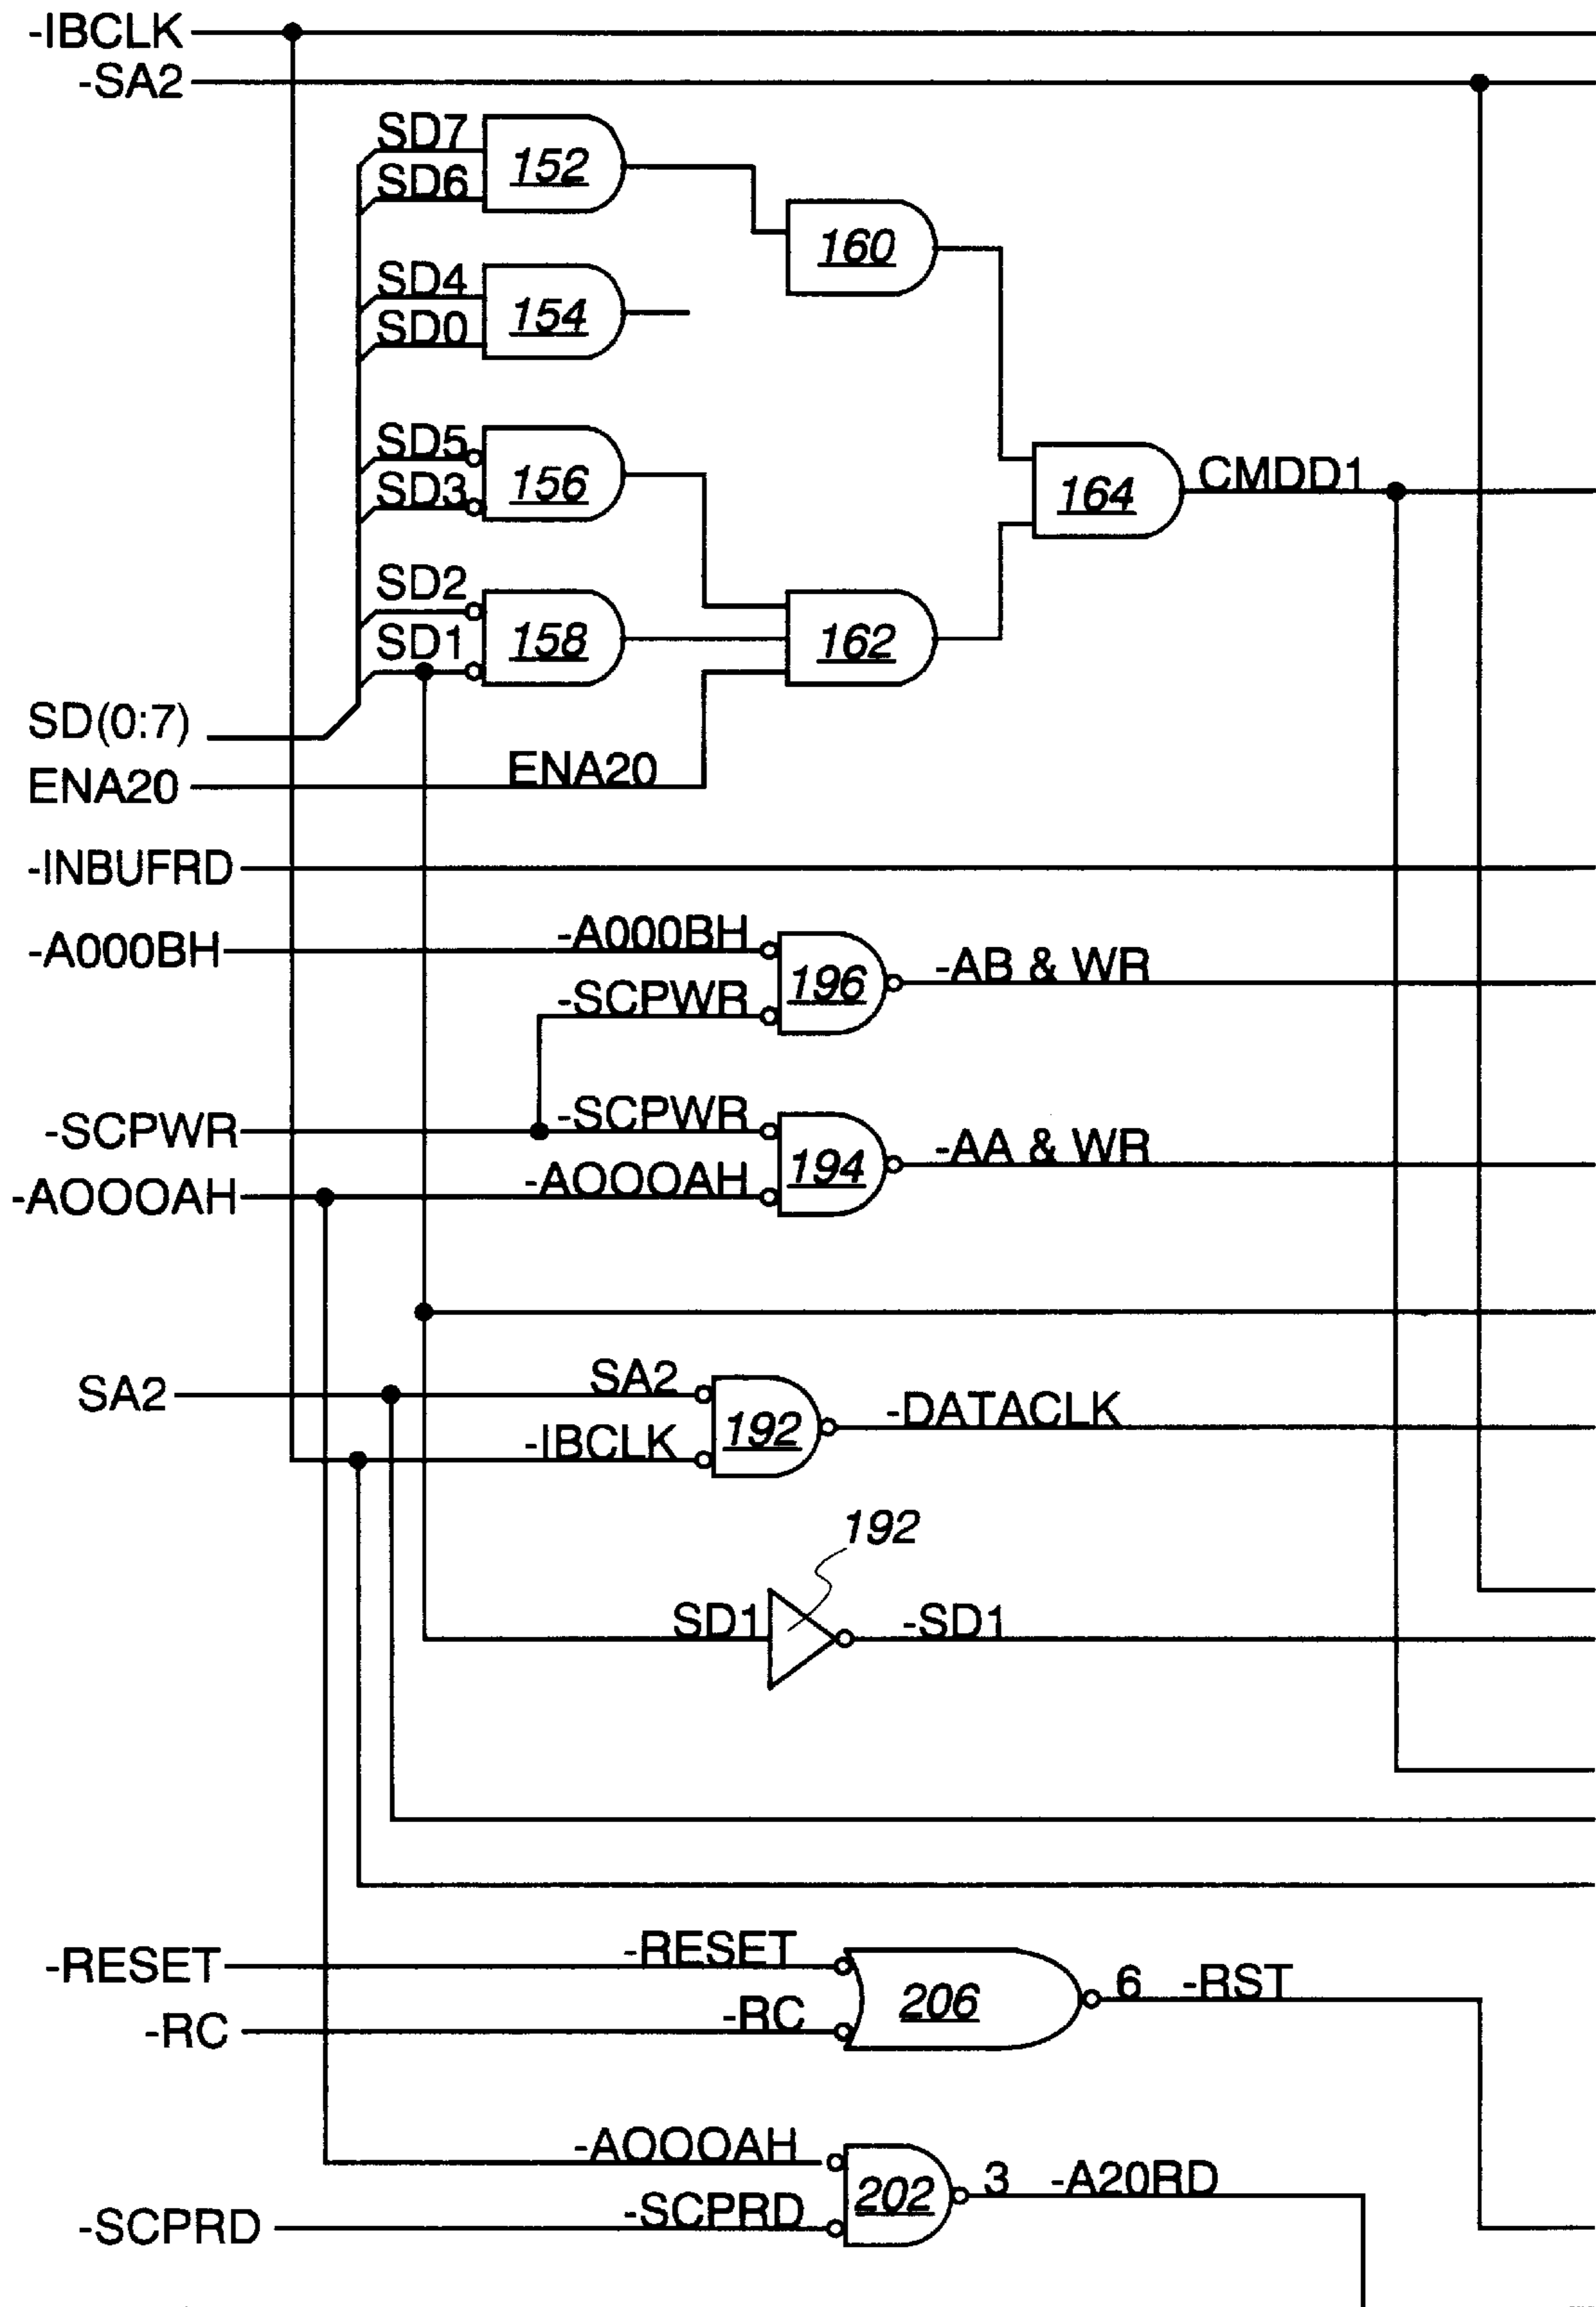 -IBCLK
-SA2
SD7
152
SD6
160
SD4
154
SD0
SD5
156
SD3
CMDD1
164
SD2
158
162
SD1
SD(0:7)
ENA20
ENA20
-INBUFRD
-A000BH
-A000BH
196
-AB & WR
-SCPWR
-SCPWR
-SCPWR
194
-AA & WR
-AOOOAH
-AOOOAH
SA2
SA2
192
-DATACLK
-IBCLK
192
SD1
-SD1
-RESET
-RESET
206
6 -RST
-RC
-RC
-AOOOAH
202
3 -A20RD
-SCPRD
-SCPRD